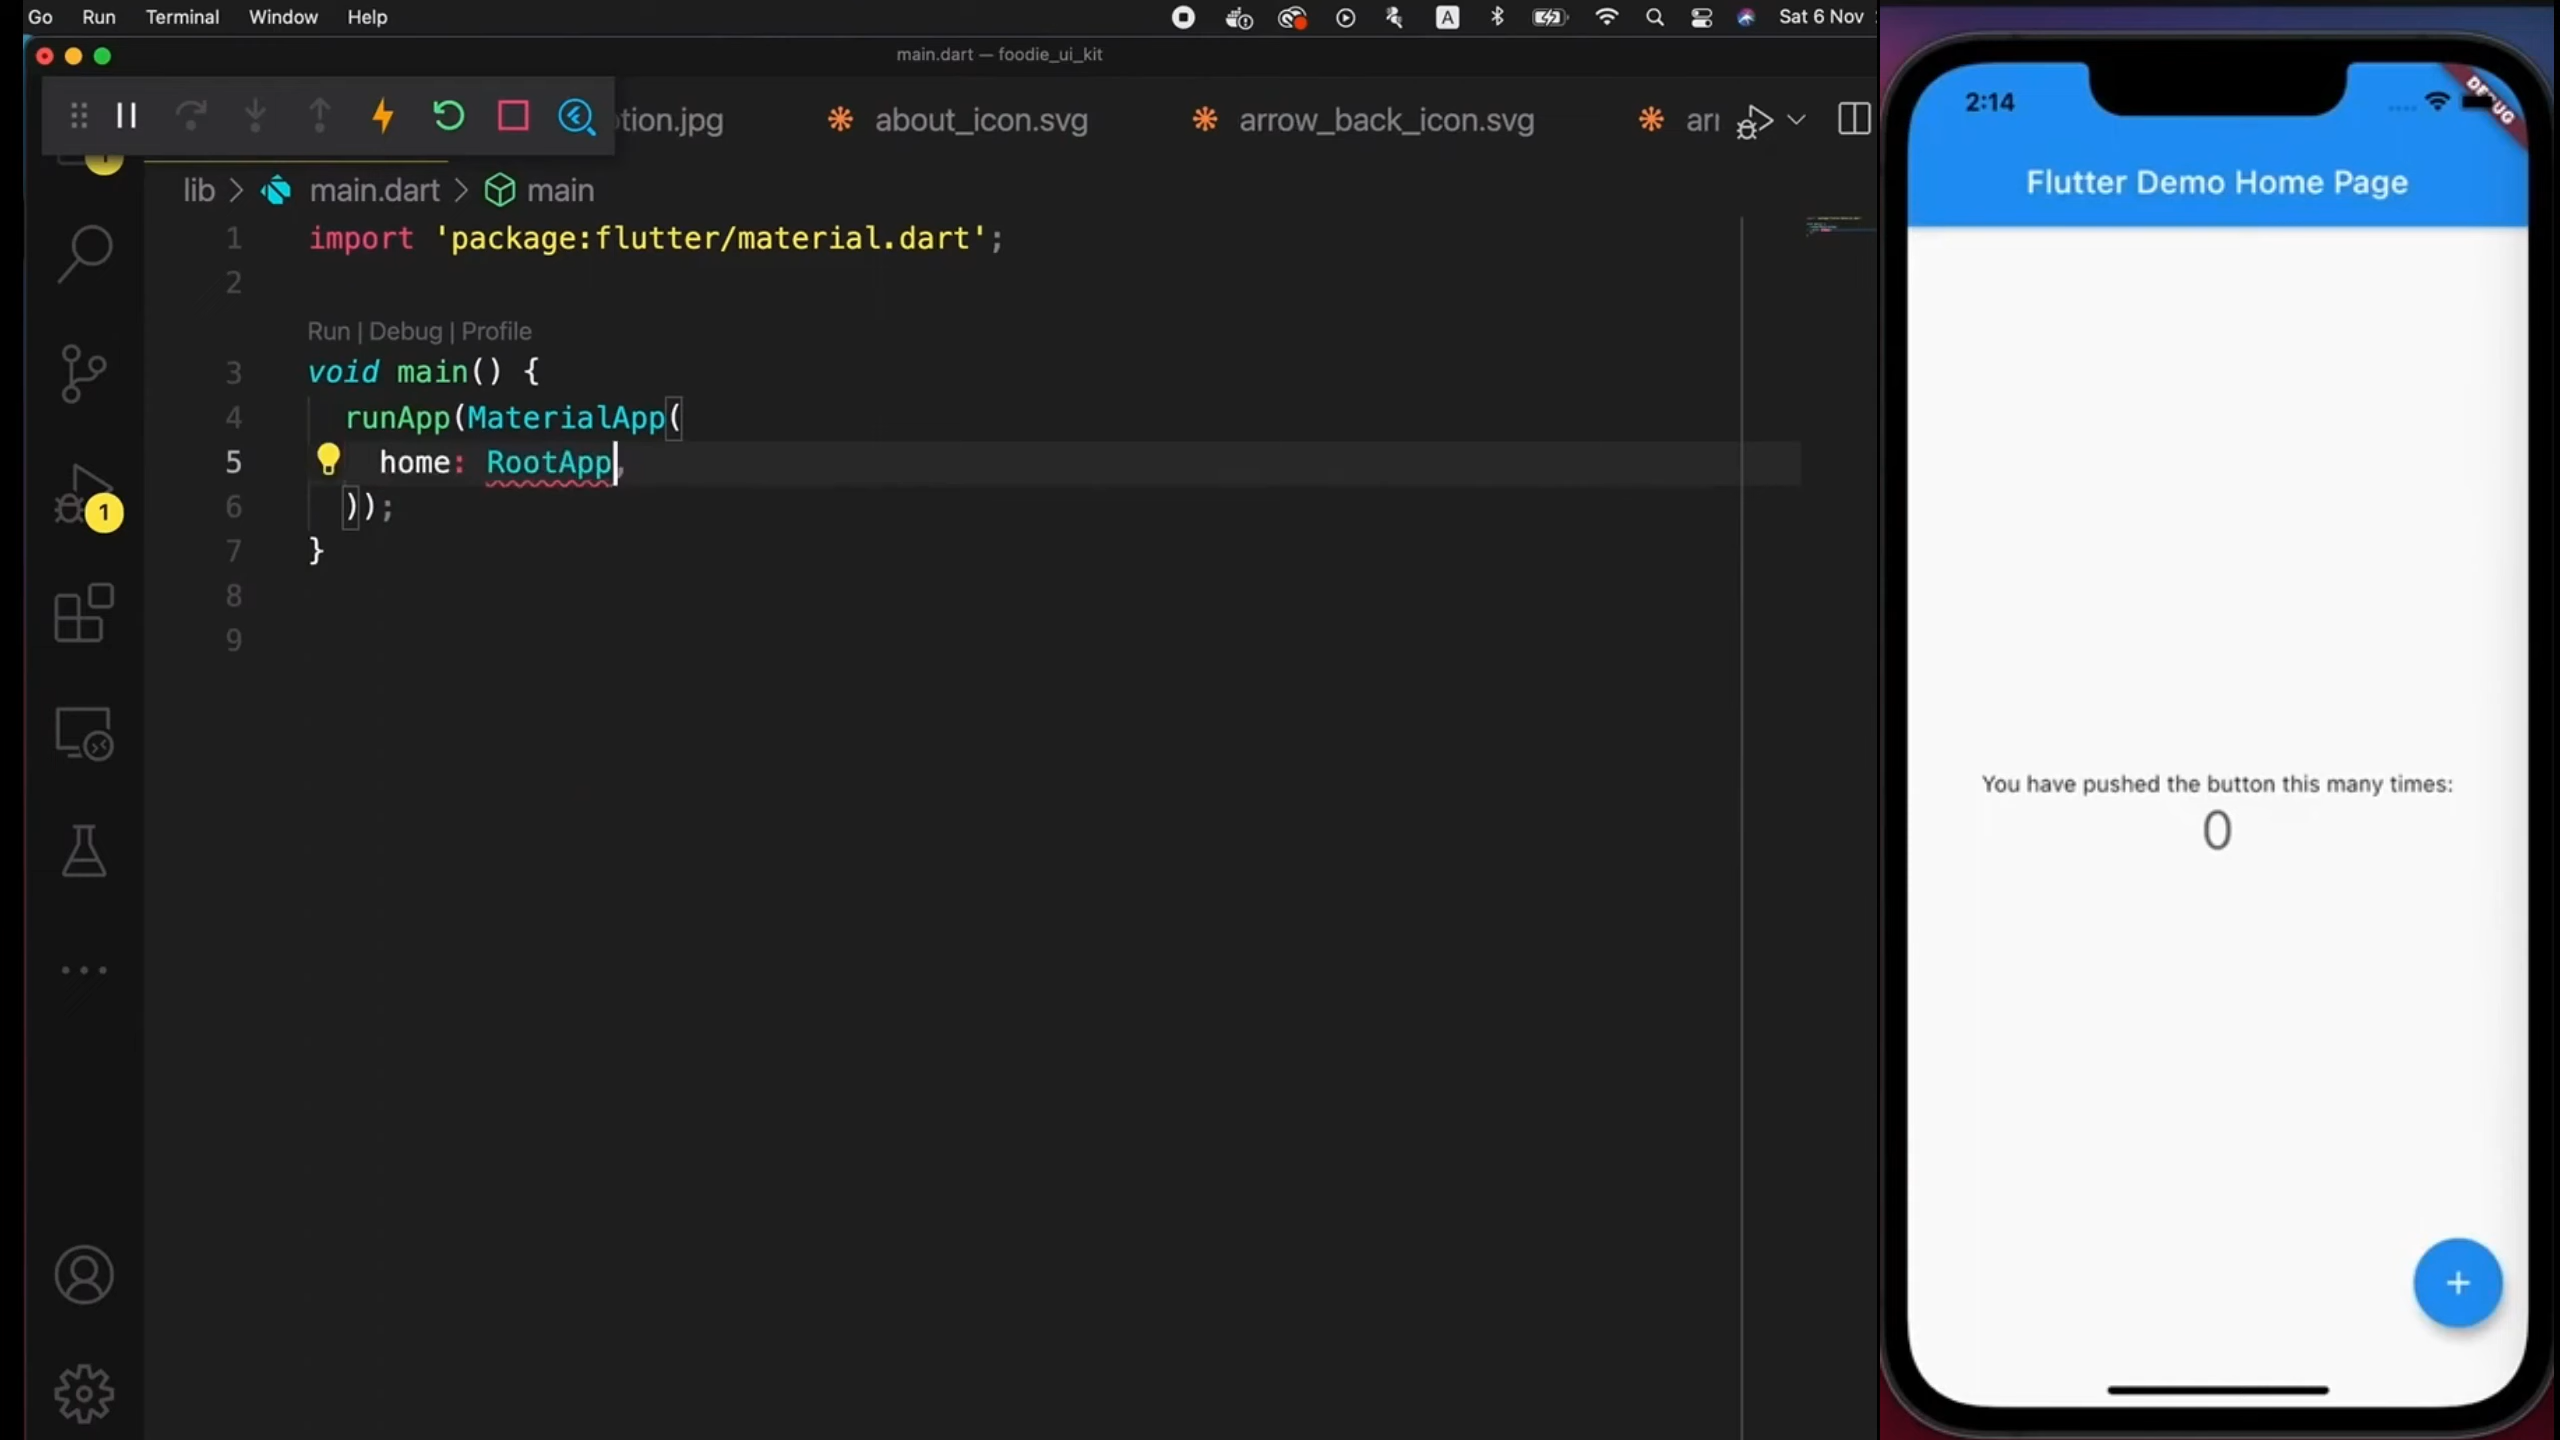 Go Run Terminal Window Help A Sat 6 Nov
main.dart — foodie_ui_kit
tion.jpg about_icon.svg arrow_back_icon.svg
lib > main.dart > main
1 import 'package:flutter/material.dart';
2
Run | Debug | Profile
3 void main() {
4 runApp(MaterialApp(
5 home: RootApp,
6 ));
7 }
8
9
1
2:14
DEBUG
Flutter Demo Home Page
You have pushed the button this many times:
0
+